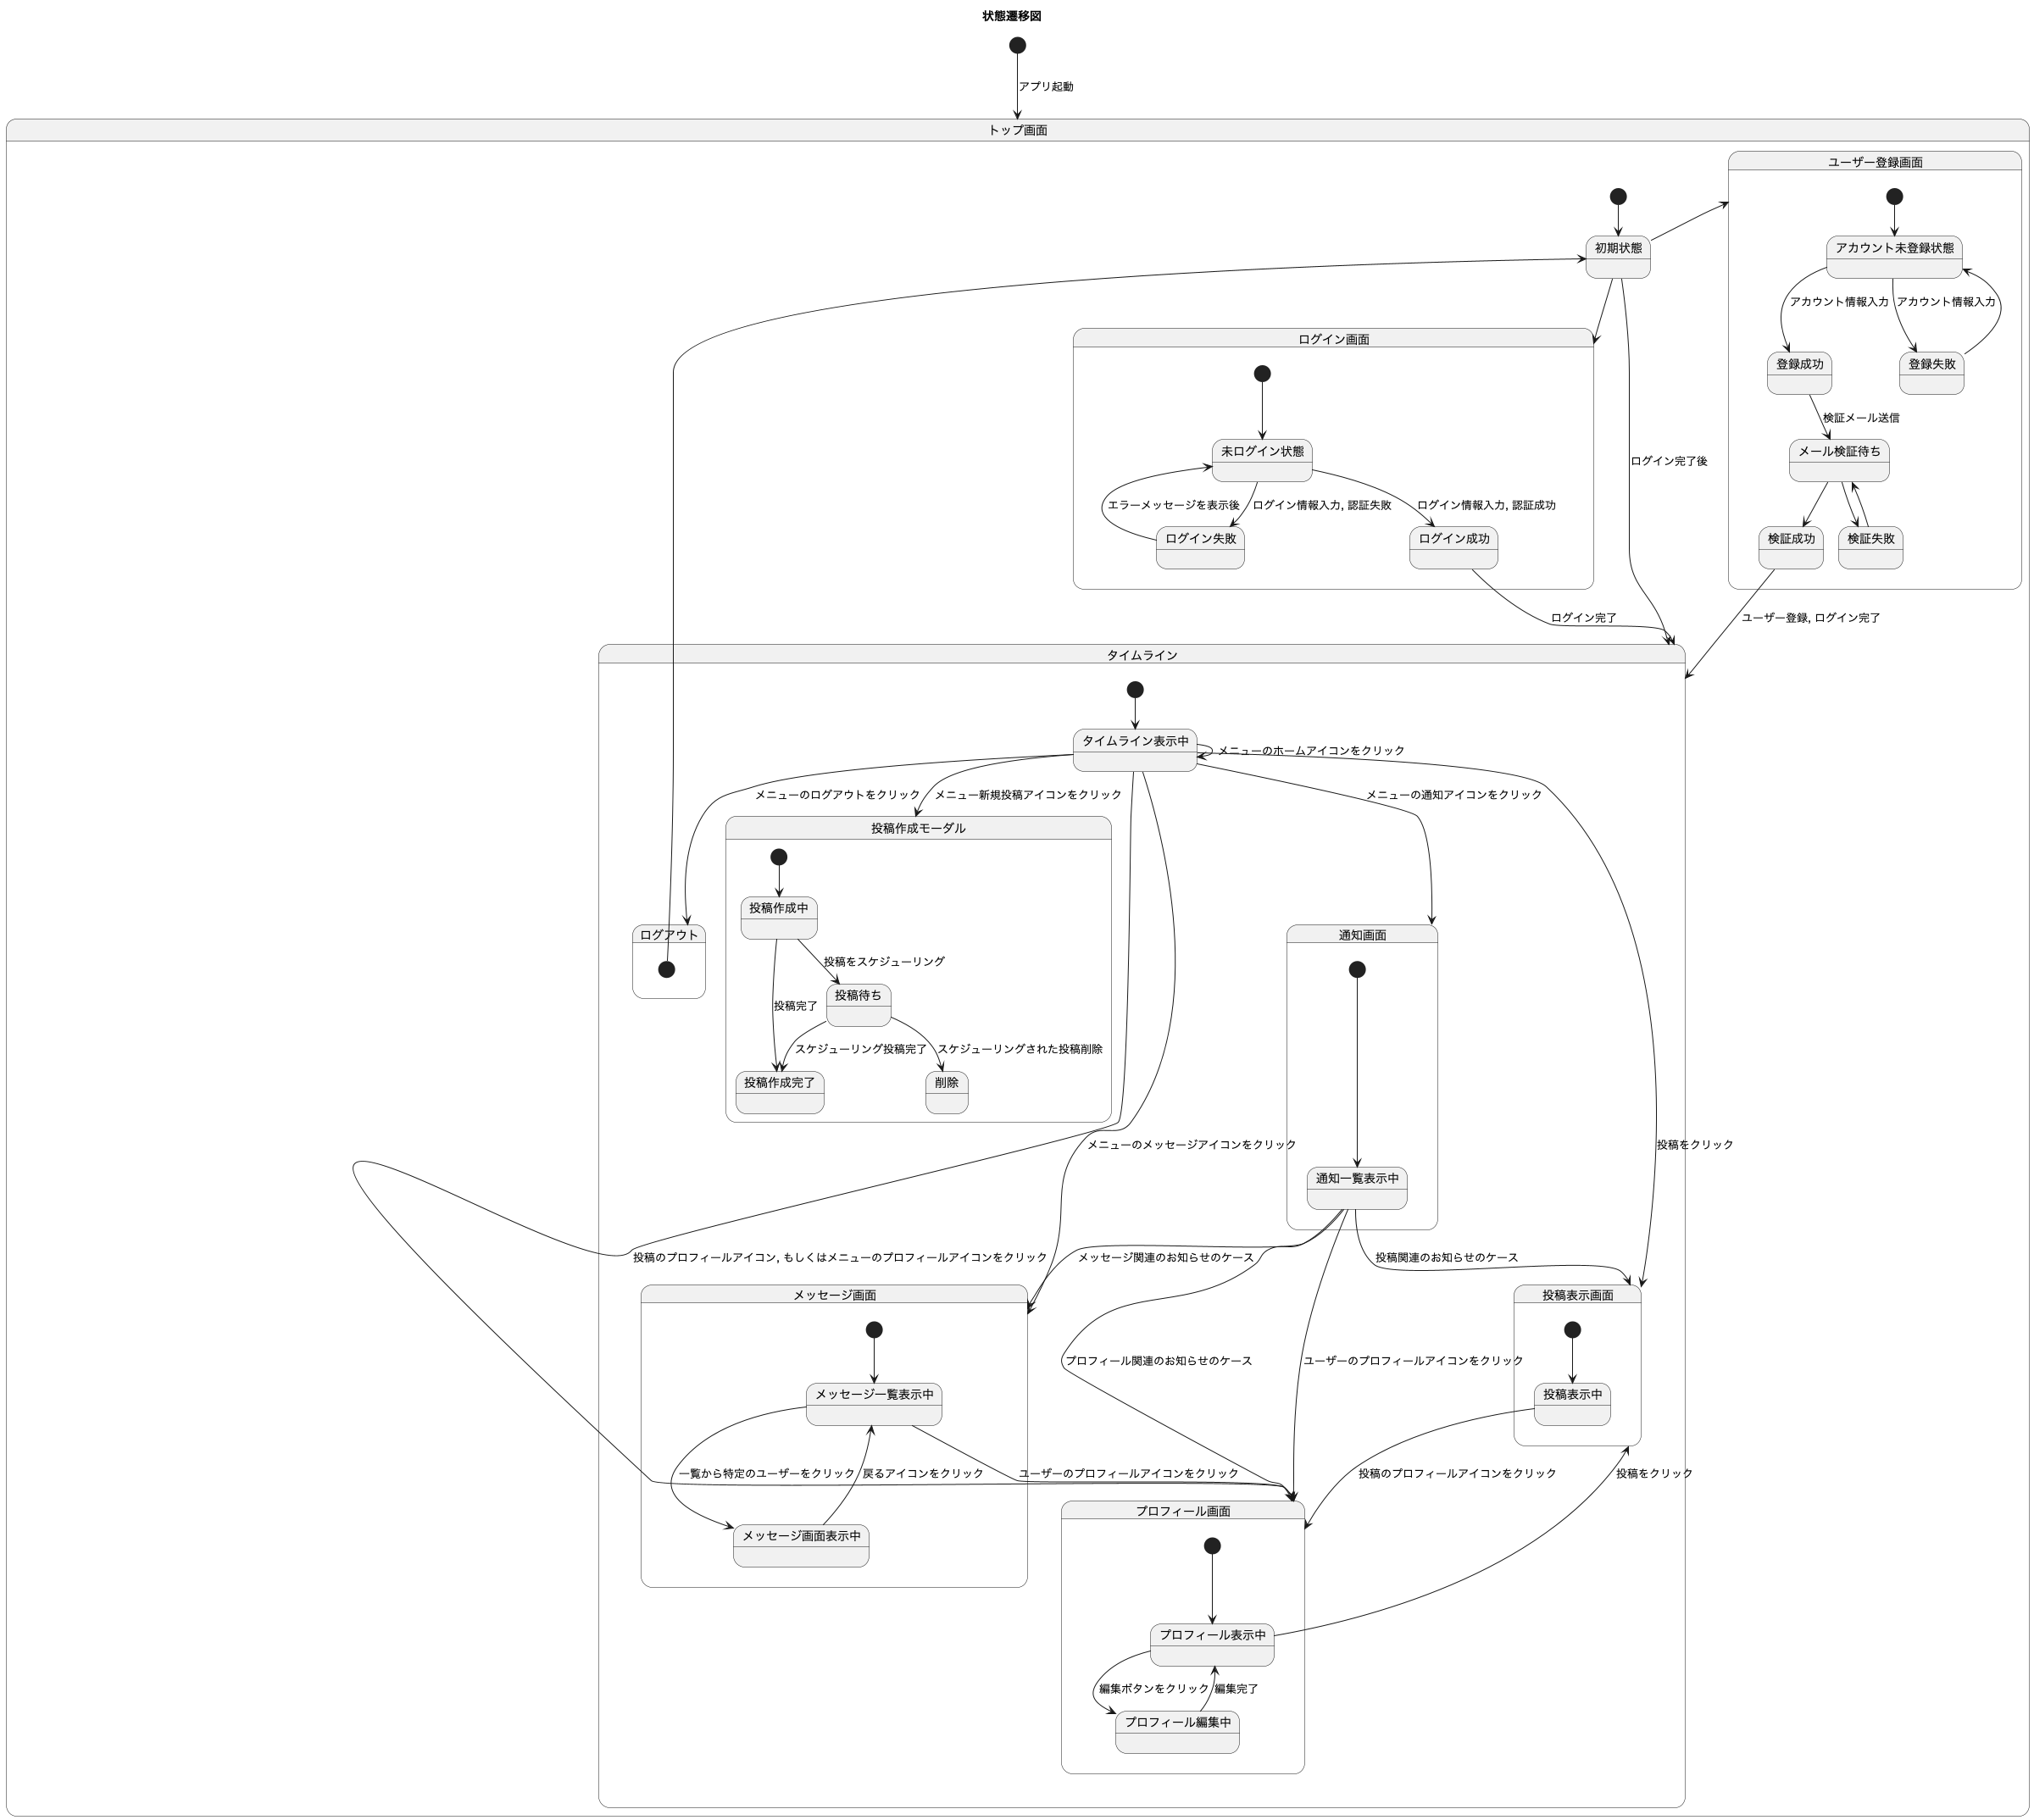 状態遷移図
アプリ起動
トップ画面
ユーザー登録画面
初期状態
アカウント未登録状態
アカウント情報入力
アカウント情報入力
ログイン画面
登録成功
登録失敗
検証メール送信
未ログイン状態
メール検証待ち
ログイン完了後
エラーメッセージを表示後
ログイン情報入力, 認証失敗
ログイン情報入力, 認証成功
ログイン失敗
ログイン成功
検証成功
検証失敗
ログイン完了
ユーザー登録, ログイン完了
タイムライン
タイムライン表示中
メニューのホームアイコンをクリック
メニューのログアウトをクリック
メニュー新規投稿アイコンをクリック
メニューの通知アイコンをクリック
投稿作成モーダル
投稿作成中
ログアウト
通知画面
投稿をスケジューリング
投稿待ち
投稿完了
スケジューリング投稿完了
スケジューリングされた投稿削除
投稿作成完了
削除
メニューのメッセージアイコンをクリック
投稿をクリック
通知一覧表示中
投稿のプロフィールアイコン, もしくはメニューのプロフィールアイコンをクリック
メッセージ関連のお知らせのケース
投稿関連のお知らせのケース
メッセージ画面
投稿表示画面
プロフィール関連のお知らせのケース
ユーザーのプロフィールアイコンをクリック
メッセージ一覧表示中
投稿表示中
一覧から特定のユーザーをクリック
戻るアイコンをクリック
ユーザーのプロフィールアイコンをクリック
投稿のプロフィールアイコンをクリック
投稿をクリック
プロフィール画面
メッセージ画面表示中
プロフィール表示中
編集ボタンをクリック
編集完了
プロフィール編集中